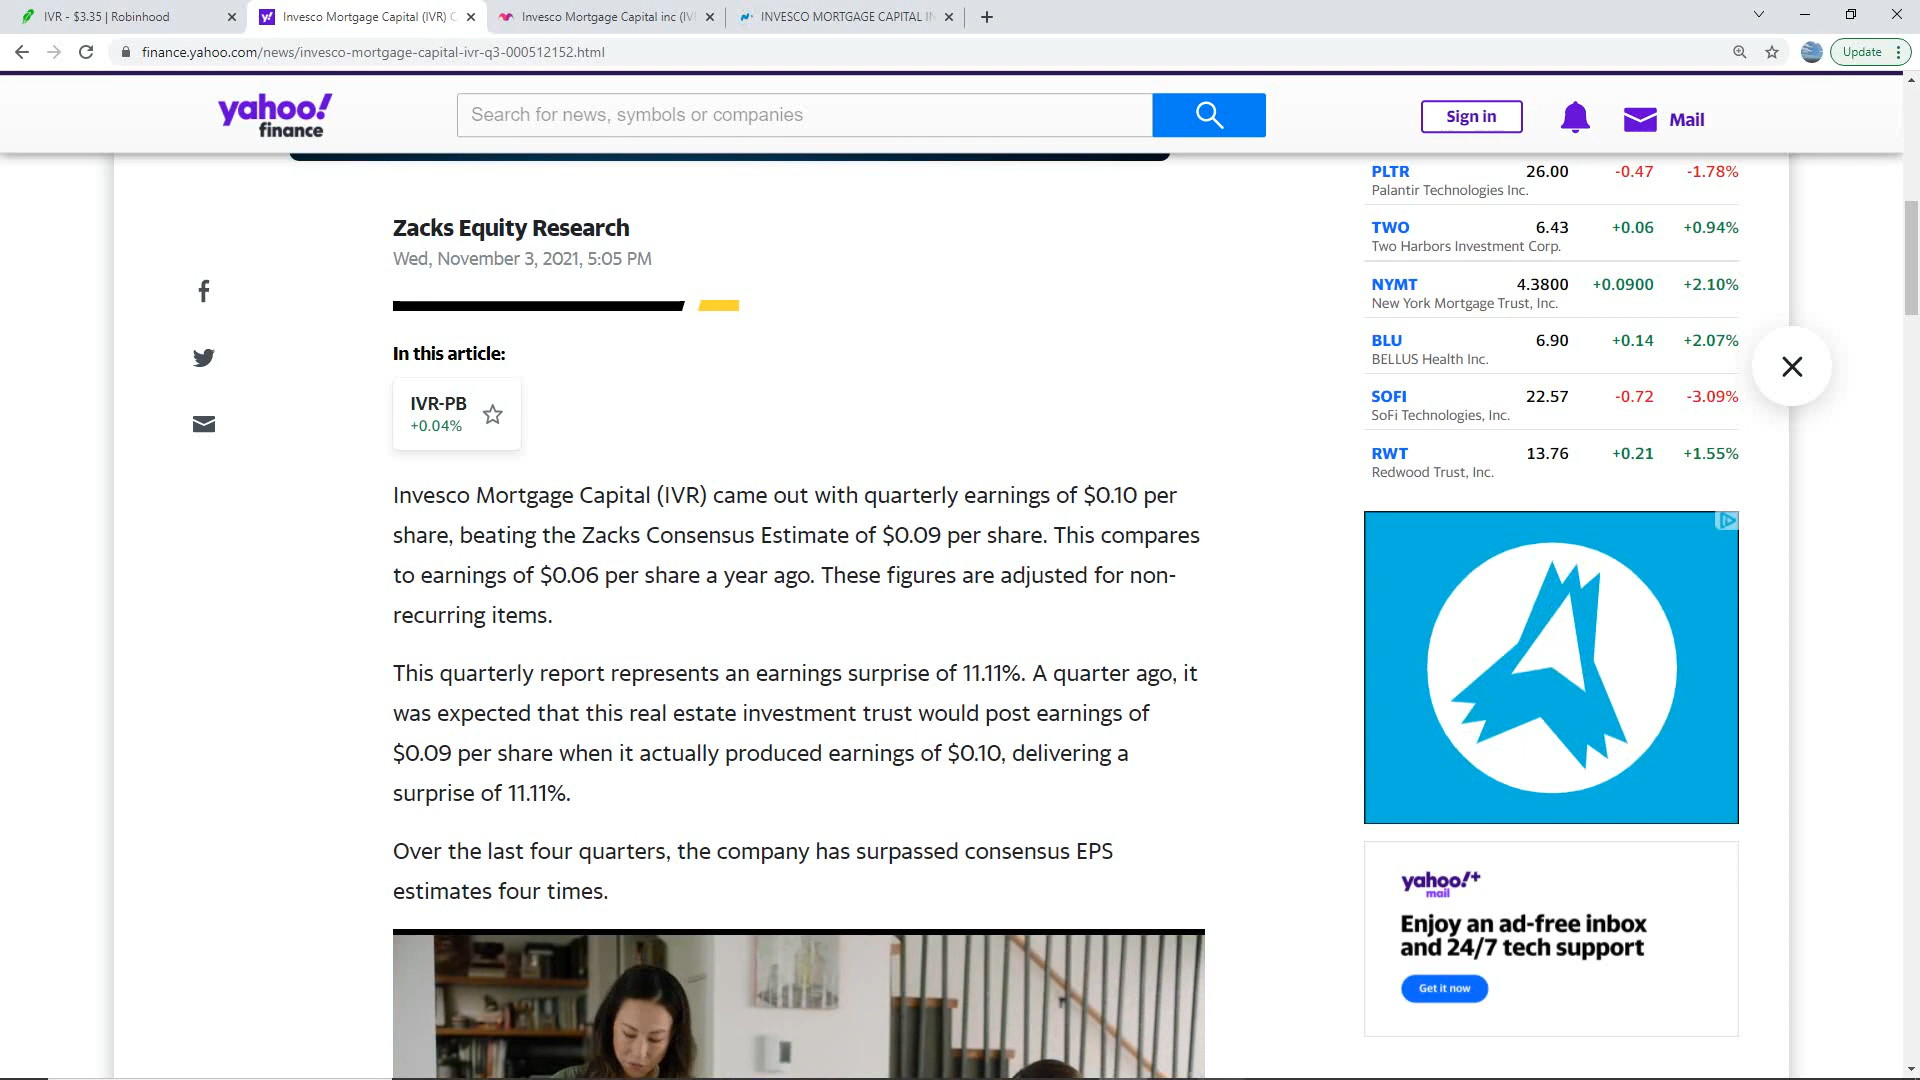 IVR - $3.35 | Robinhood
Invesco Mortgage Capital (IVR)
Invesco Mortgage Capital inc (IV
INVESCO MORTGAGE CAPITAL IN
finance.yahoo.com/news/invesco-mortgage-capital-ivr-q3-000512152.html
Update
yahoo!
finance
Search for news, symbols or companies
Sign in
Mail
Zacks Equity Research
Wed, November 3, 2021, 5:05 PM
In this article:
IVR-PB
+0.04%
Invesco Mortgage Capital (IVR) came out with quarterly earnings of $0.10 per
share, beating the Zacks Consensus Estimate of $0.09 per share. This compares
to earnings of $0.06 per share a year ago. These figures are adjusted for non-
recurring items.
This quarterly report represents an earnings surprise of 11.11%. A quarter ago, it
was expected that this real estate investment trust would post earnings of
$0.09 per share when it actually produced earnings of $0.10, delivering a
surprise of 11.11%.
Over the last four quarters, the company has surpassed consensus EPS
estimates four times.
PLTR 26.00 -0.47 -1.78%
Palantir Technologies Inc.
TWO 6.43 +0.06 +0.94%
Two Harbors Investment Corp.
NYMT 4.3800 +0.0900 +2.10%
New York Mortgage Trust, Inc.
BLU 6.90 +0.14 +2.07%
BELLUS Health Inc.
SOFI 22.57 -0.72 -3.09%
SoFi Technologies, Inc.
RWT 13.76 +0.21 +1.55%
Redwood Trust, Inc.
yahoo!+
mail
Enjoy an ad-free inbox
and 24/7 tech support
Get it now